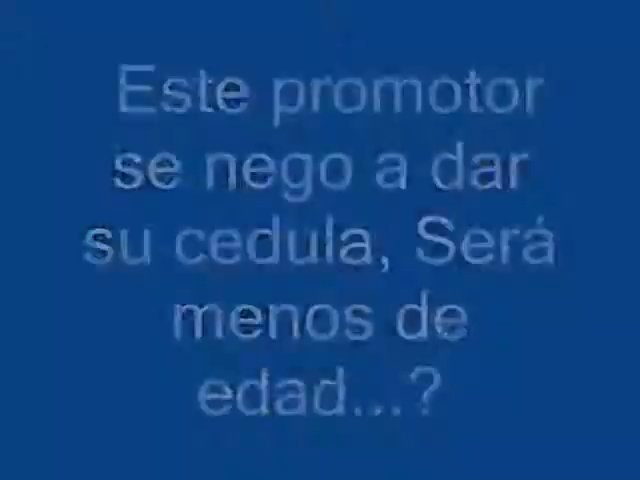 Este promotor
se nego a dar
su cedula, Será
menos de
edad...?